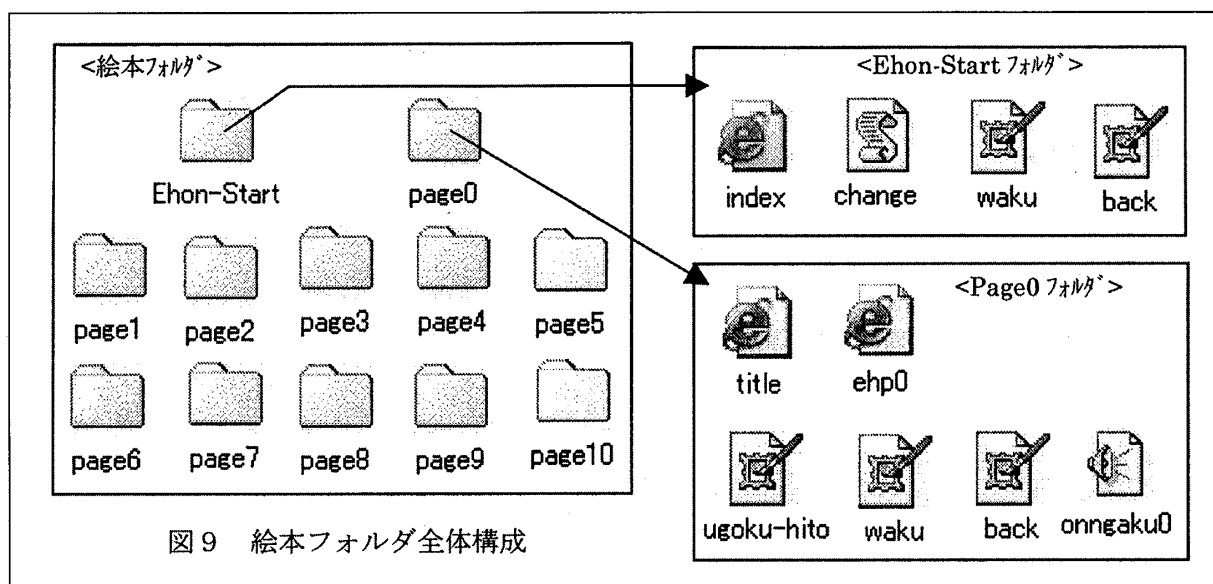 <絵本フォルダ>
Ehon-Start page0
page1 page2 page3 page4 page5
page6 page7 page8 page9 page10
図9 絵本フォルダ全体構成
<Ehon-Start フォルダ>
index change waku back
<Page0 フォルダ>
title ehp0
ugoku-hito waku back onngaku0